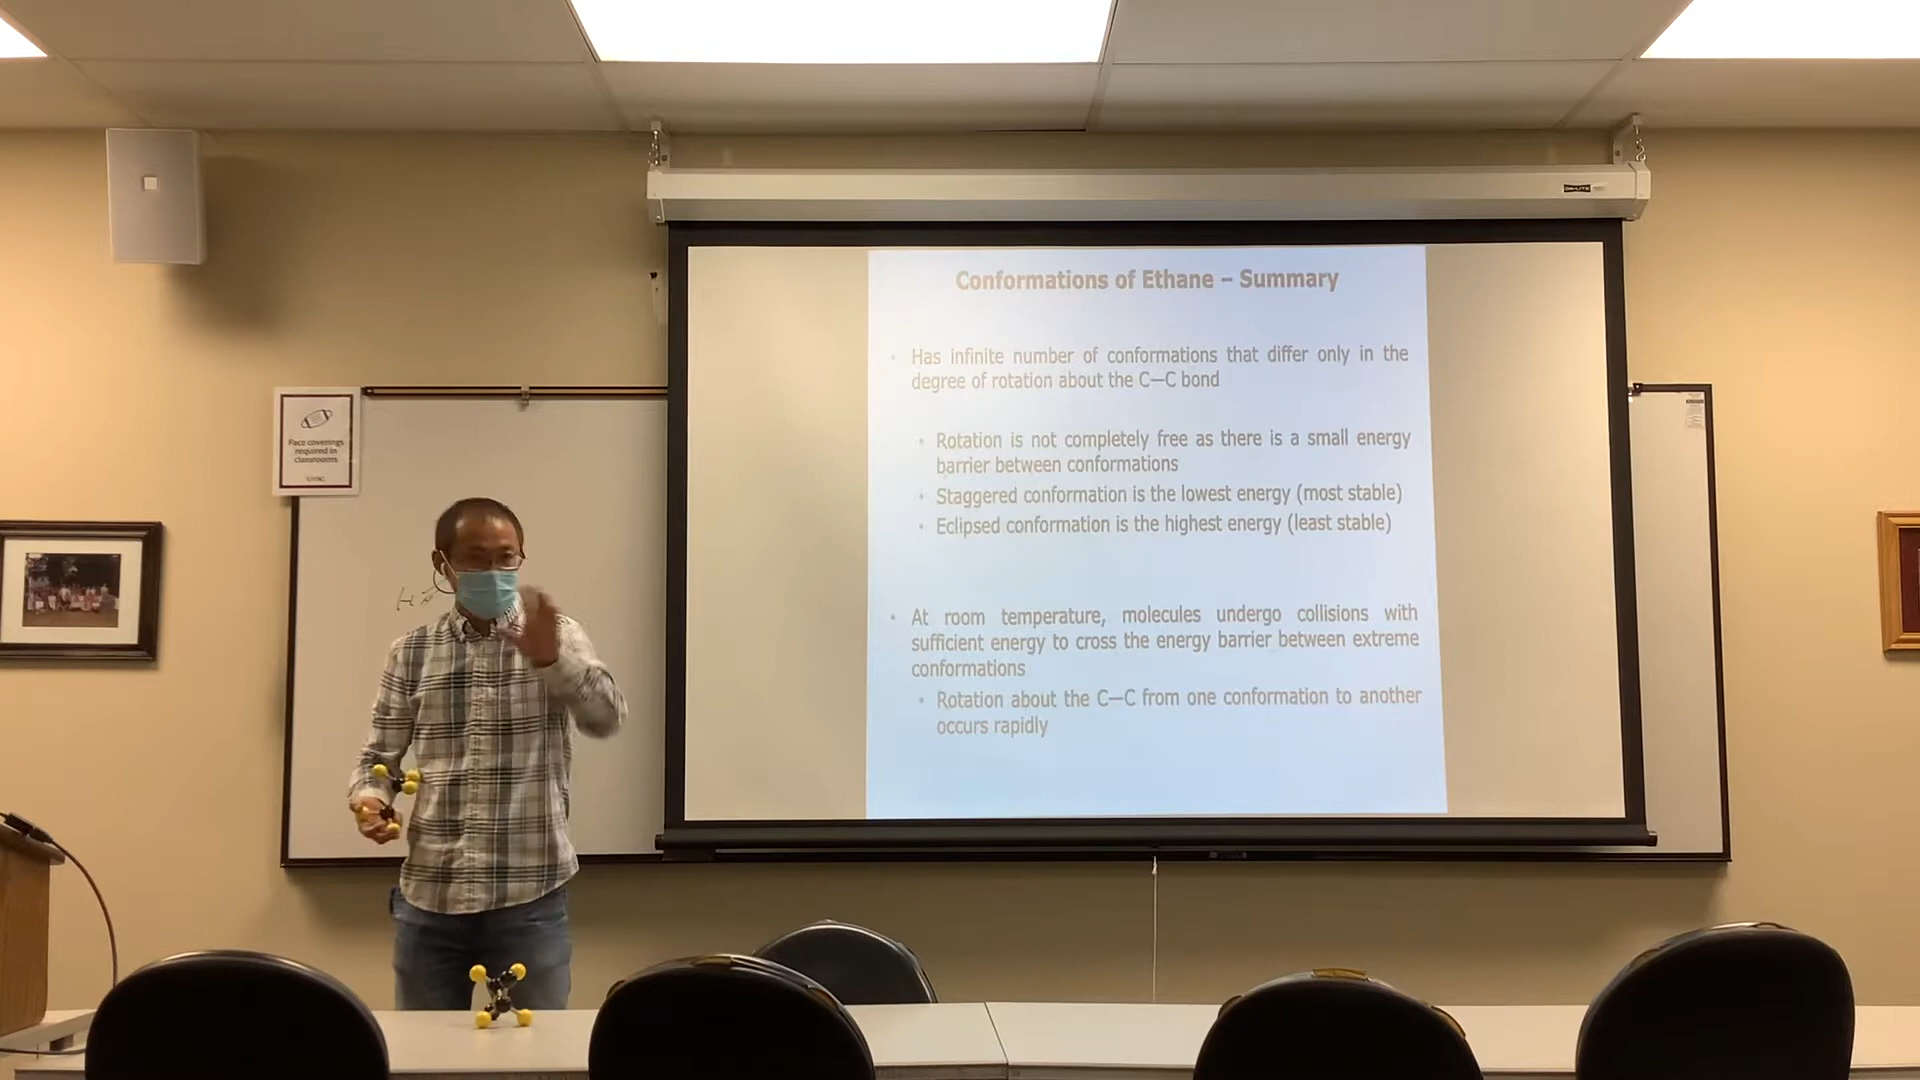 Conformations of Ethane – Summary
• Has infinite number of conformations that differ only in the
degree of rotation about the C—C bond
• Rotation is not completely free as there is a small energy
barrier between conformations
• Staggered conformation is the lowest energy (most stable)
• Eclipsed conformation is the highest energy (least stable)
• At room temperature, molecules undergo collisions with
sufficient energy to cross the energy barrier between extreme
conformations
• Rotation about the C—C from one conformation to another
occurs rapidly
Face coverings
required in
classrooms
DA-LITE